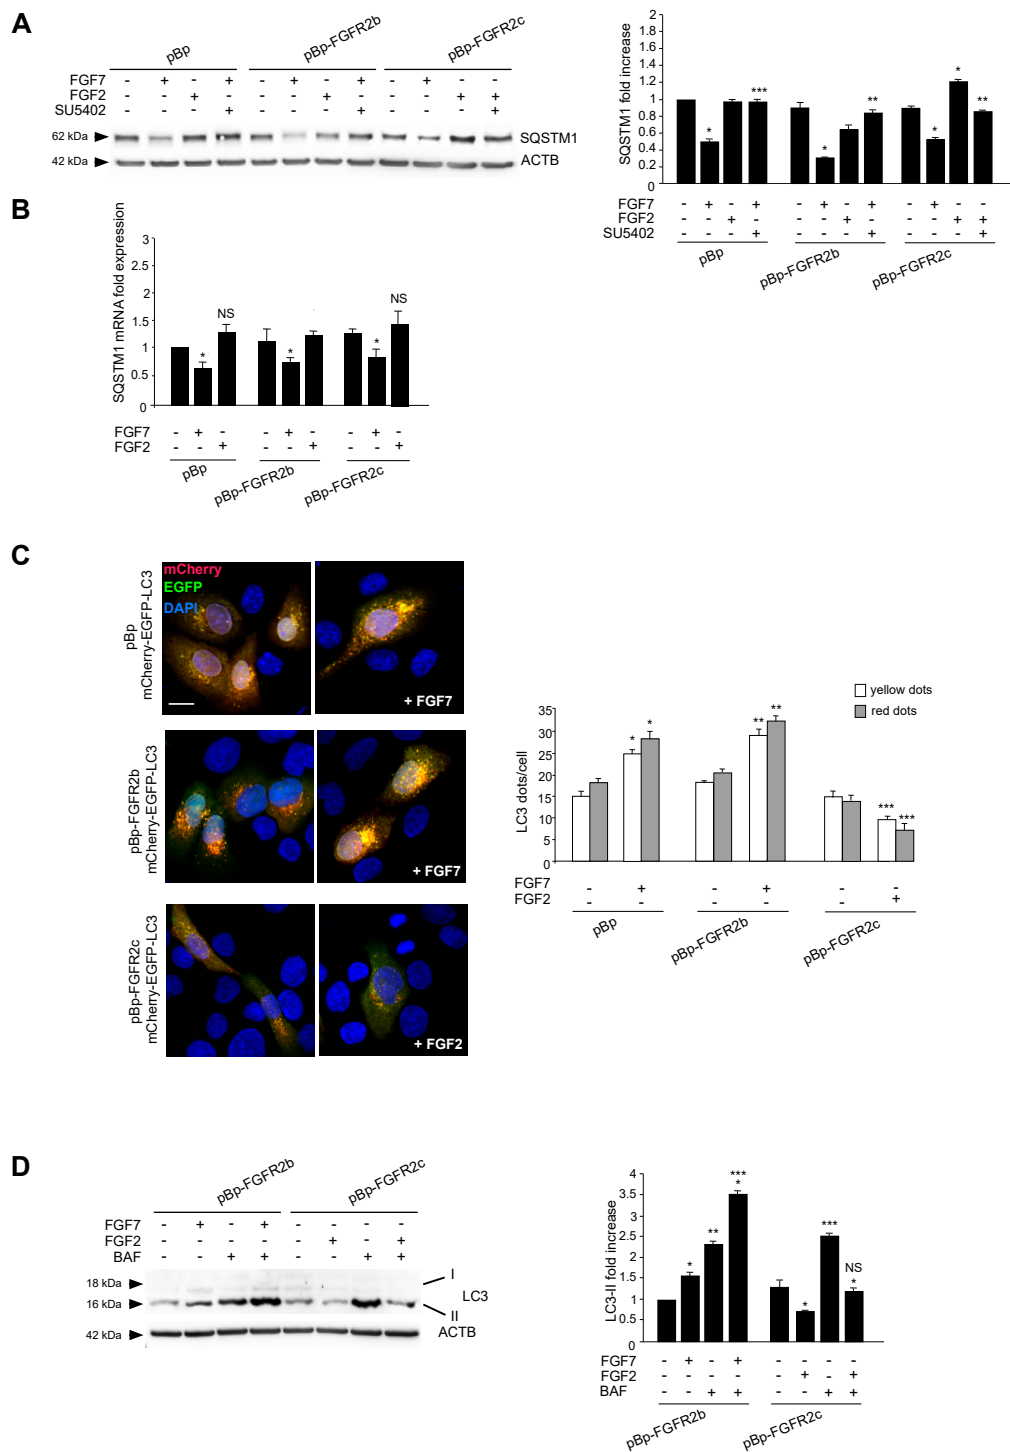 A
pBp
pBp-FGFR2b
pBp-FGFR2c
FGF7 - + - + - + - + - + - -
FGF2 - - + - - - + - - - + +
SU5402 - - - + - - - + - - - +
62 kDa
SQSTM1
42 kDa
ACTB
SQSTM1 fold increase
2
1.8
1.6
1.4
1.2
1
0.8
0.6
0.4
0.2
0
* *** * ** * * **
FGF7 - + - + - + - + - + - -
FGF2 - - + - - - + - - - + +
SU5402 - - - + - - - + - - - +
pBp
pBp-FGFR2b
pBp-FGFR2c
B
SQSTM1 mRNA fold expression
3
2.5
2
1.5
1
0.5
0
* NS * * NS
FGF7 - + - - + - - + -
FGF2 - - + - - + - - +
pBp
pBp-FGFR2b
pBp-FGFR2c
C
pBp
mCherry-EGFP-LC3
mCherry
EGFP
DAPI
+ FGF7
pBp-FGFR2b
mCherry-EGFP-LC3
+ FGF7
pBp-FGFR2c
mCherry-EGFP-LC3
+ FGF2
yellow dots
red dots
LC3 dots/cell
35
30
25
20
15
10
5
0
* * ** ** *** ***
FGF7 - + - + - -
FGF2 - - - - - +
pBp
pBp-FGFR2b
pBp-FGFR2c
D
pBp-FGFR2b
pBp-FGFR2c
FGF7 - + - + - - - -
FGF2 - - - - - + - +
BAF - - + + - - + +
18 kDa
I
LC3
16 kDa
II
42 kDa
ACTB
LC3-II fold increase
4
3.5
3
2.5
2
1.5
1
0.5
0
* ** *** * * *** NS *
FGF7 - + - + - - - -
FGF2 - - - - - + - +
BAF - - + + - - + +
pBp-FGFR2b
pBp-FGFR2c